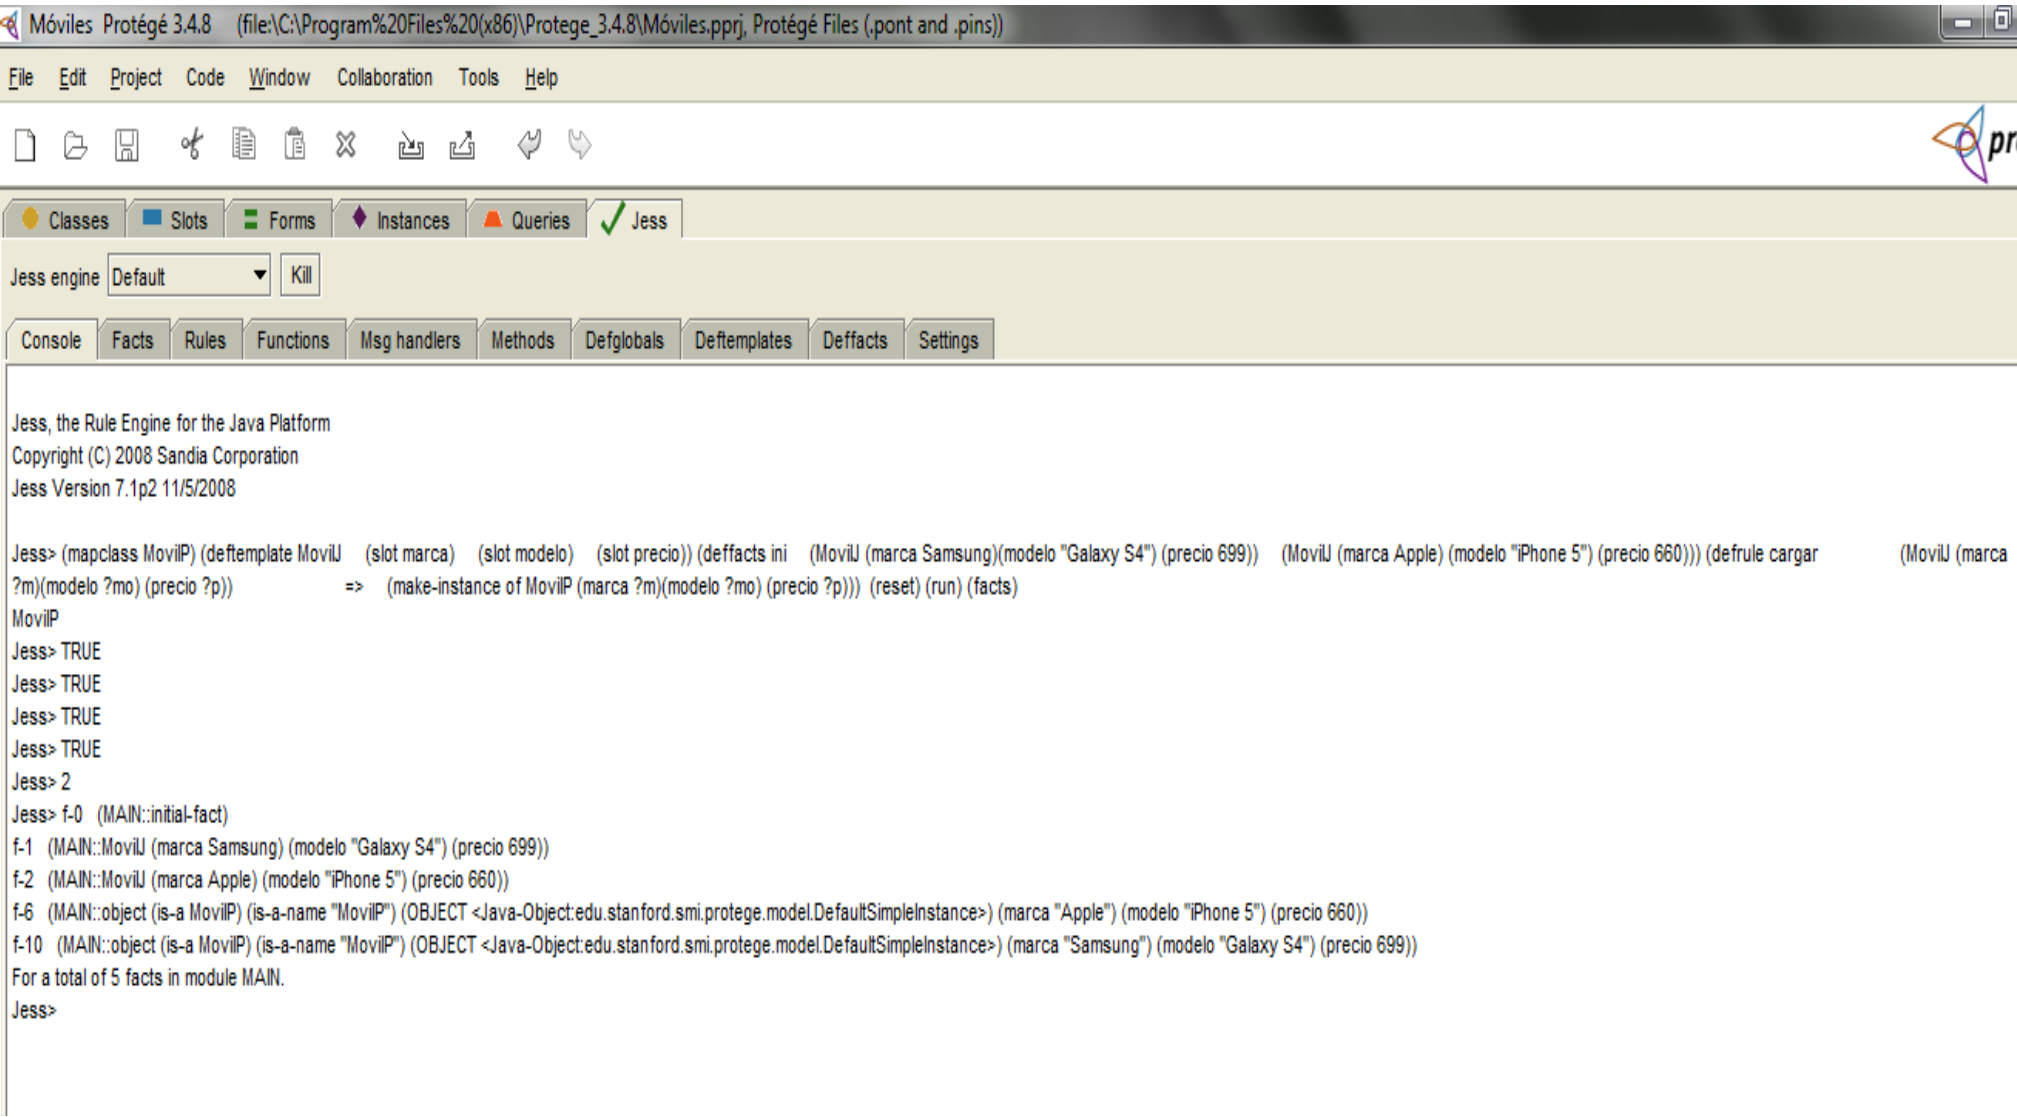 Móviles Protégé 3.4.8 (file:\C:\Program%20Files%20(x86)\Protege_3.4.8\Móviles.pprj, Protégé Files (.pont and .pins))
File Edit Project Code Window Collaboration Tools Help
Classes Slots Forms Instances Queries Jess
Jess engine Default Kill
Console Facts Rules Functions Msg handlers Methods Defglobals Deftemplates Deffacts Settings
Jess, the Rule Engine for the Java Platform
Copyright (C) 2008 Sandia Corporation
Jess Version 7.1p2 11/5/2008
Jess> (mapclass MovilP) (deftemplate MovilJ (slot marca) (slot modelo) (slot precio)) (deffacts ini (MovilJ (marca Samsung)(modelo "Galaxy S4") (precio 699)) (MovilJ (marca Apple) (modelo "iPhone 5") (precio 660))) (defrule cargar (MovilJ (marca
?m)(modelo ?mo) (precio ?p)) => (make-instance of MovilP (marca ?m)(modelo ?mo) (precio ?p))) (reset) (run) (facts)
MovilP
Jess> TRUE
Jess> TRUE
Jess> TRUE
Jess> TRUE
Jess> 2
Jess> f-0 (MAIN::initial-fact)
f-1 (MAIN::MovilJ (marca Samsung) (modelo "Galaxy S4") (precio 699))
f-2 (MAIN::MovilJ (marca Apple) (modelo "iPhone 5") (precio 660))
f-6 (MAIN::object (is-a MovilP) (is-a-name "MovilP") (OBJECT <Java-Object:edu.stanford.smi.protege.model.DefaultSimpleInstance>) (marca "Apple") (modelo "iPhone 5") (precio 660))
f-10 (MAIN::object (is-a MovilP) (is-a-name "MovilP") (OBJECT <Java-Object:edu.stanford.smi.protege.model.DefaultSimpleInstance>) (marca "Samsung") (modelo "Galaxy S4") (precio 699))
For a total of 5 facts in module MAIN.
Jess>